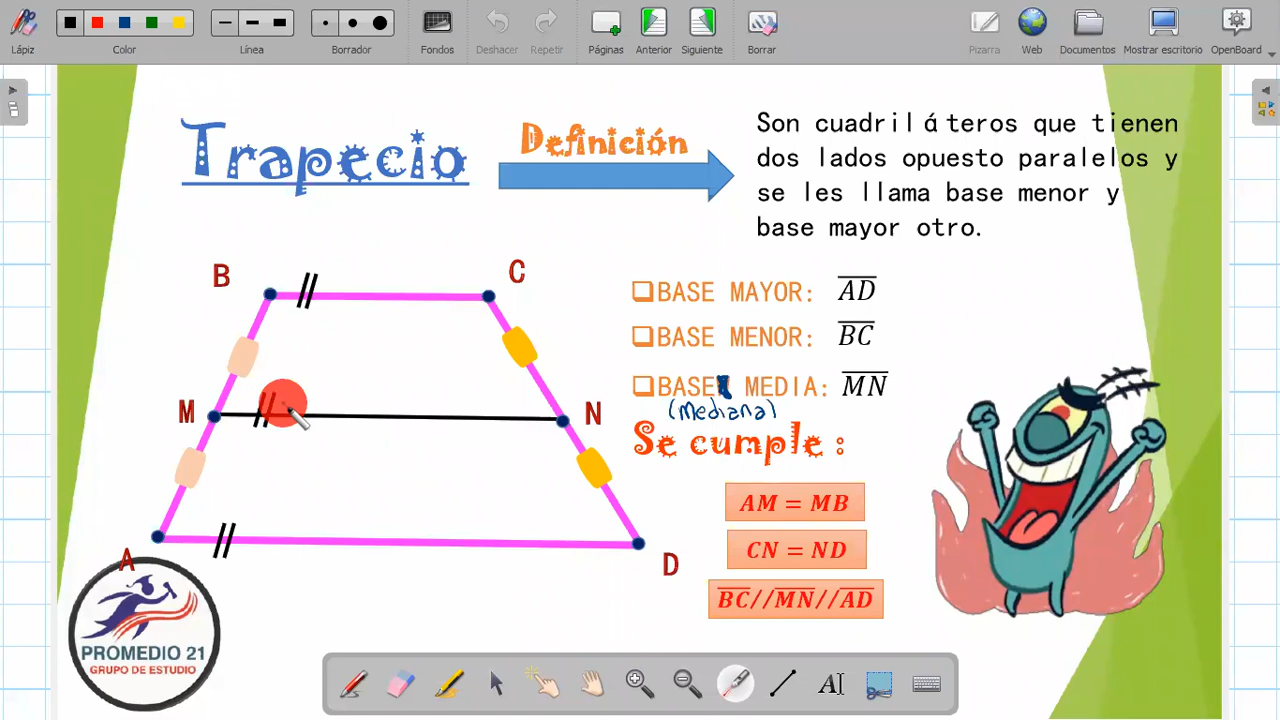 Lápiz
Color
Línea
Borrador
Fondos
Deshacer
Repetir
Páginas
Anterior
Siguiente
Borrar
Pizarra
Web
Documentos
Mostrar escritorio
OpenBoard
Trapecio
Definición
Son cuadriláteros que tienen
dos lados opuesto paralelos y
se les llama base menor y
base mayor otro.
B
C
M
N
A
D
BASE MAYOR: AD
BASE MENOR: BC
BASE MEDIA: MN
(mediana)
Se cumple :
AM = MB
CN = ND
BC//MN//AD
PROMEDIO 21
GRUPO DE ESTUDIO